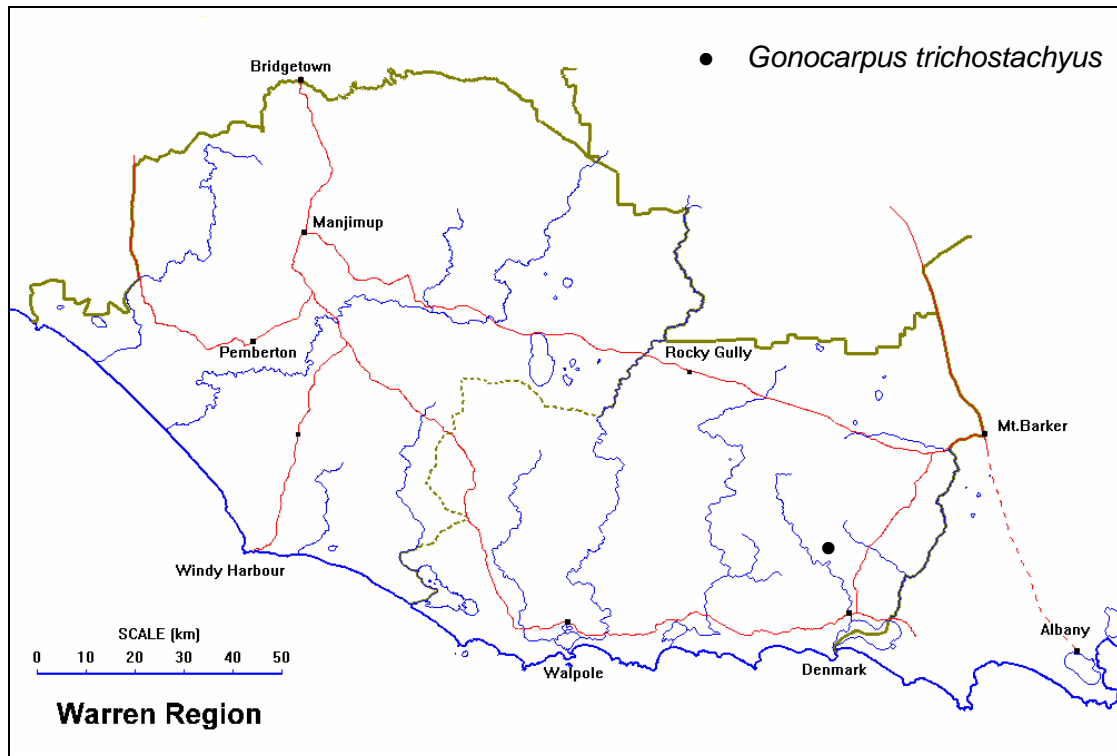 ● Gonocarpus trichostachyus
Bridgetown
Manjimup
Pemberton
Rocky Gully
Mt.Barker
Windy Harbour
SCALE (km)
0 10 20 30 40 50
Walpole
Denmark
Albany
Warren Region